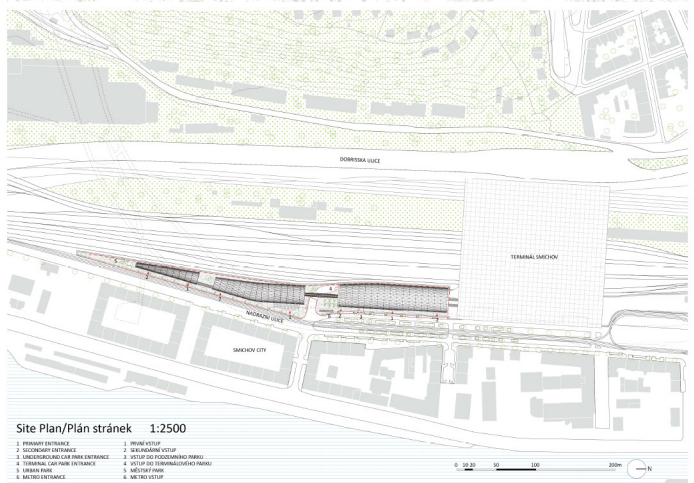 DOBRISSKA ULICE
TERMINÁL SMICHOV
5
4
NADRAZNI ULICE
SMICHOV CITY
Site Plan/Plán stránek 1:2500
1 PRIMARY ENTRANCE
2 SECONDARY ENTRANCE
3 UNDERGROUND CAR PARK ENTRANCE
4 TERMINAL CAR PARK ENTRANCE
5 URBAN PARK
6 METRO ENTRANCE
1 PRVNÍ VSTUP
2 SEKUNDÁRNÍ VSTUP
3 VSTUP DO PODZEMNÍHO PARKU
4 VSTUP DO TERMINÁLOVÉHO PARKU
5 MĚSTSKÝ PARK
6 METRO VSTUP
0 10 20 50 100 200m
N